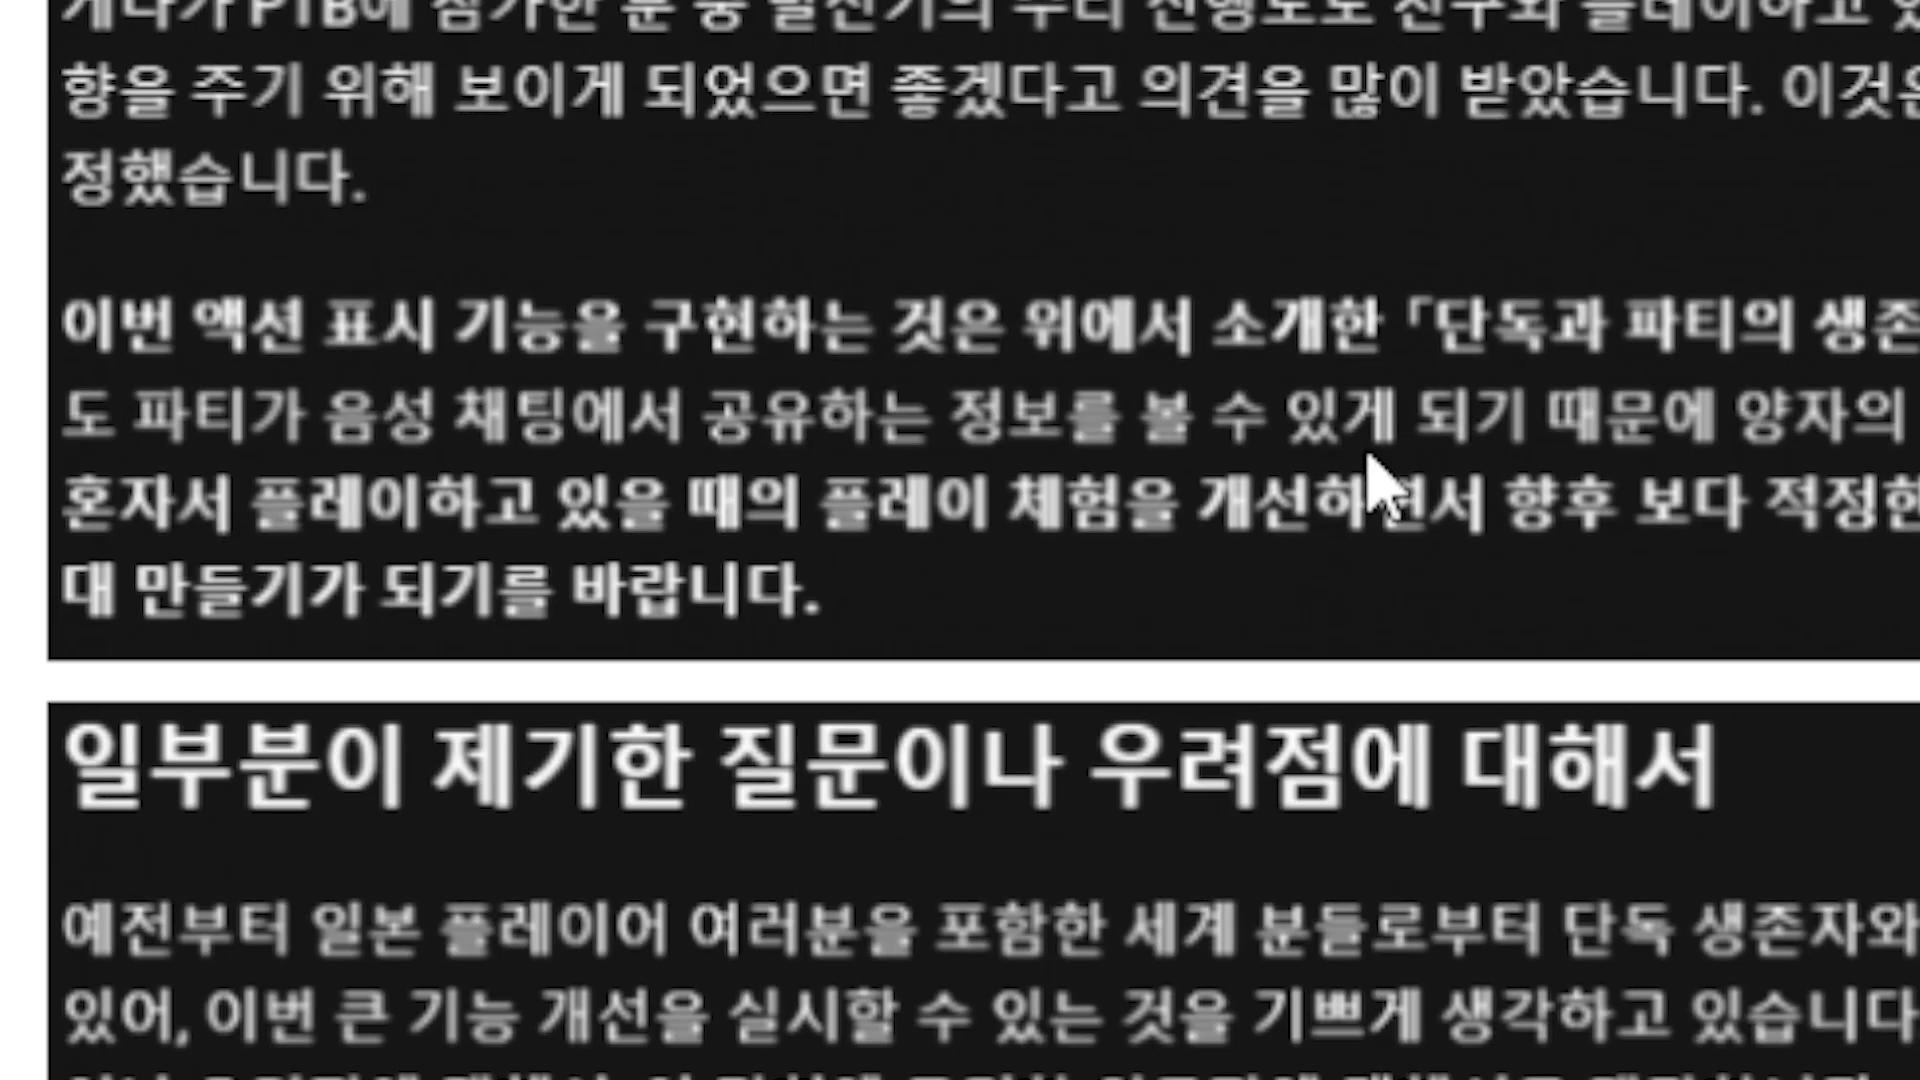 향을 주기 위해 보이게 되었으면 좋겠다고 의견을 많이 받았습니다. 이것은
정했습니다.
이번 액션 표시 기능을 구현하는 것은 위에서 소개한 「단독과 파티의 생존
도 파티가 음성 채팅에서 공유하는 정보를 볼 수 있게 되기 때문에 양자의
혼자서 플레이하고 있을 때의 플레이 체험을 개선하면서 향후 보다 적정한
대 만들기가 되기를 바랍니다.
일부분이 제기한 질문이나 우려점에 대해서
예전부터 일본 플레이어 여러분을 포함한 세계 분들로부터 단독 생존자와
있어, 이번 큰 기능 개선을 실시할 수 있는 것을 기쁘게 생각하고 있습니다